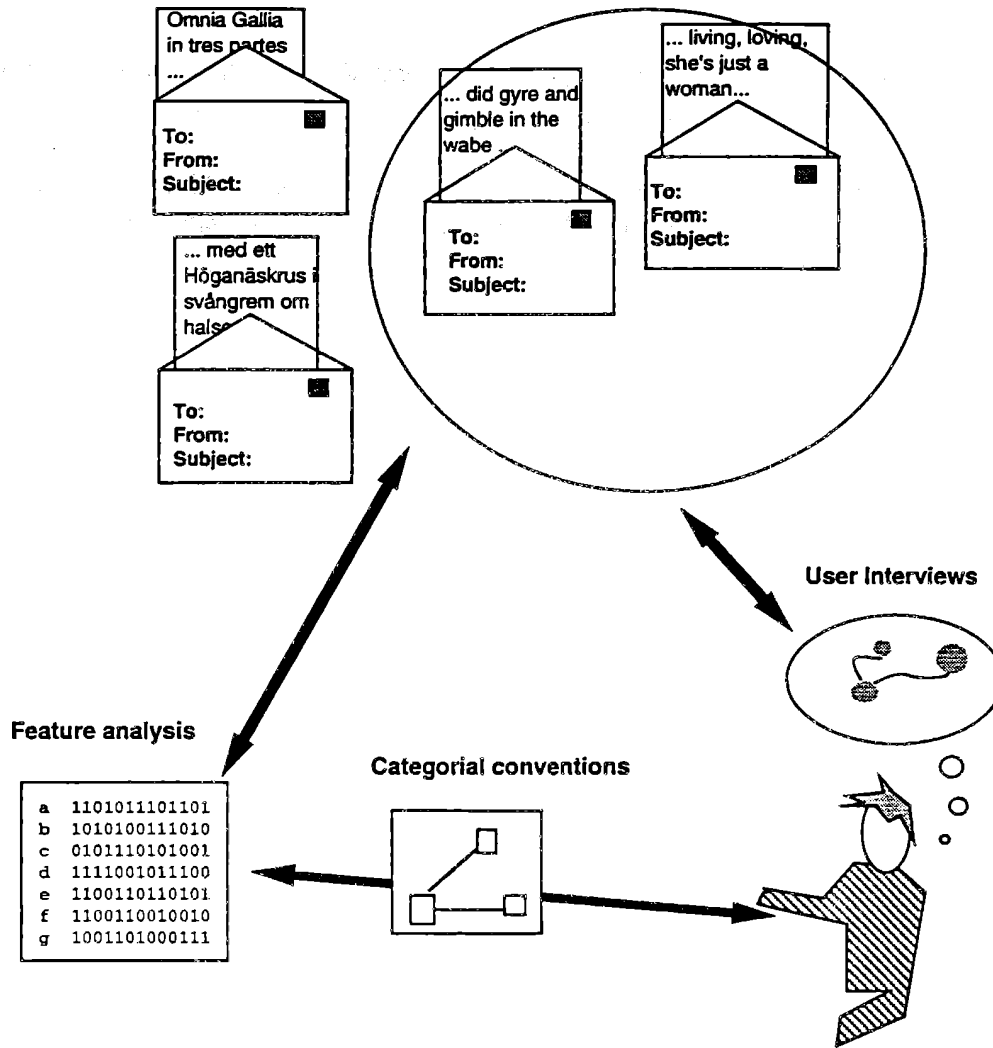 Omnia Gallia
in tres partes
...
To:
From:
Subject:
... did gyre and
gimble in the
wabe ...
To:
From:
Subject:
... living, loving,
she's just a
woman...
To:
From:
Subject:
... med ett
Höganäskrus i
svångrem om
halse
To:
From:
Subject:
User Interviews
Feature analysis
a 1101011101101
b 1010100111010
c 0101110101001
d 1111001011100
e 1100110110101
f 1100110010010
g 1001101000111
Categorial conventions